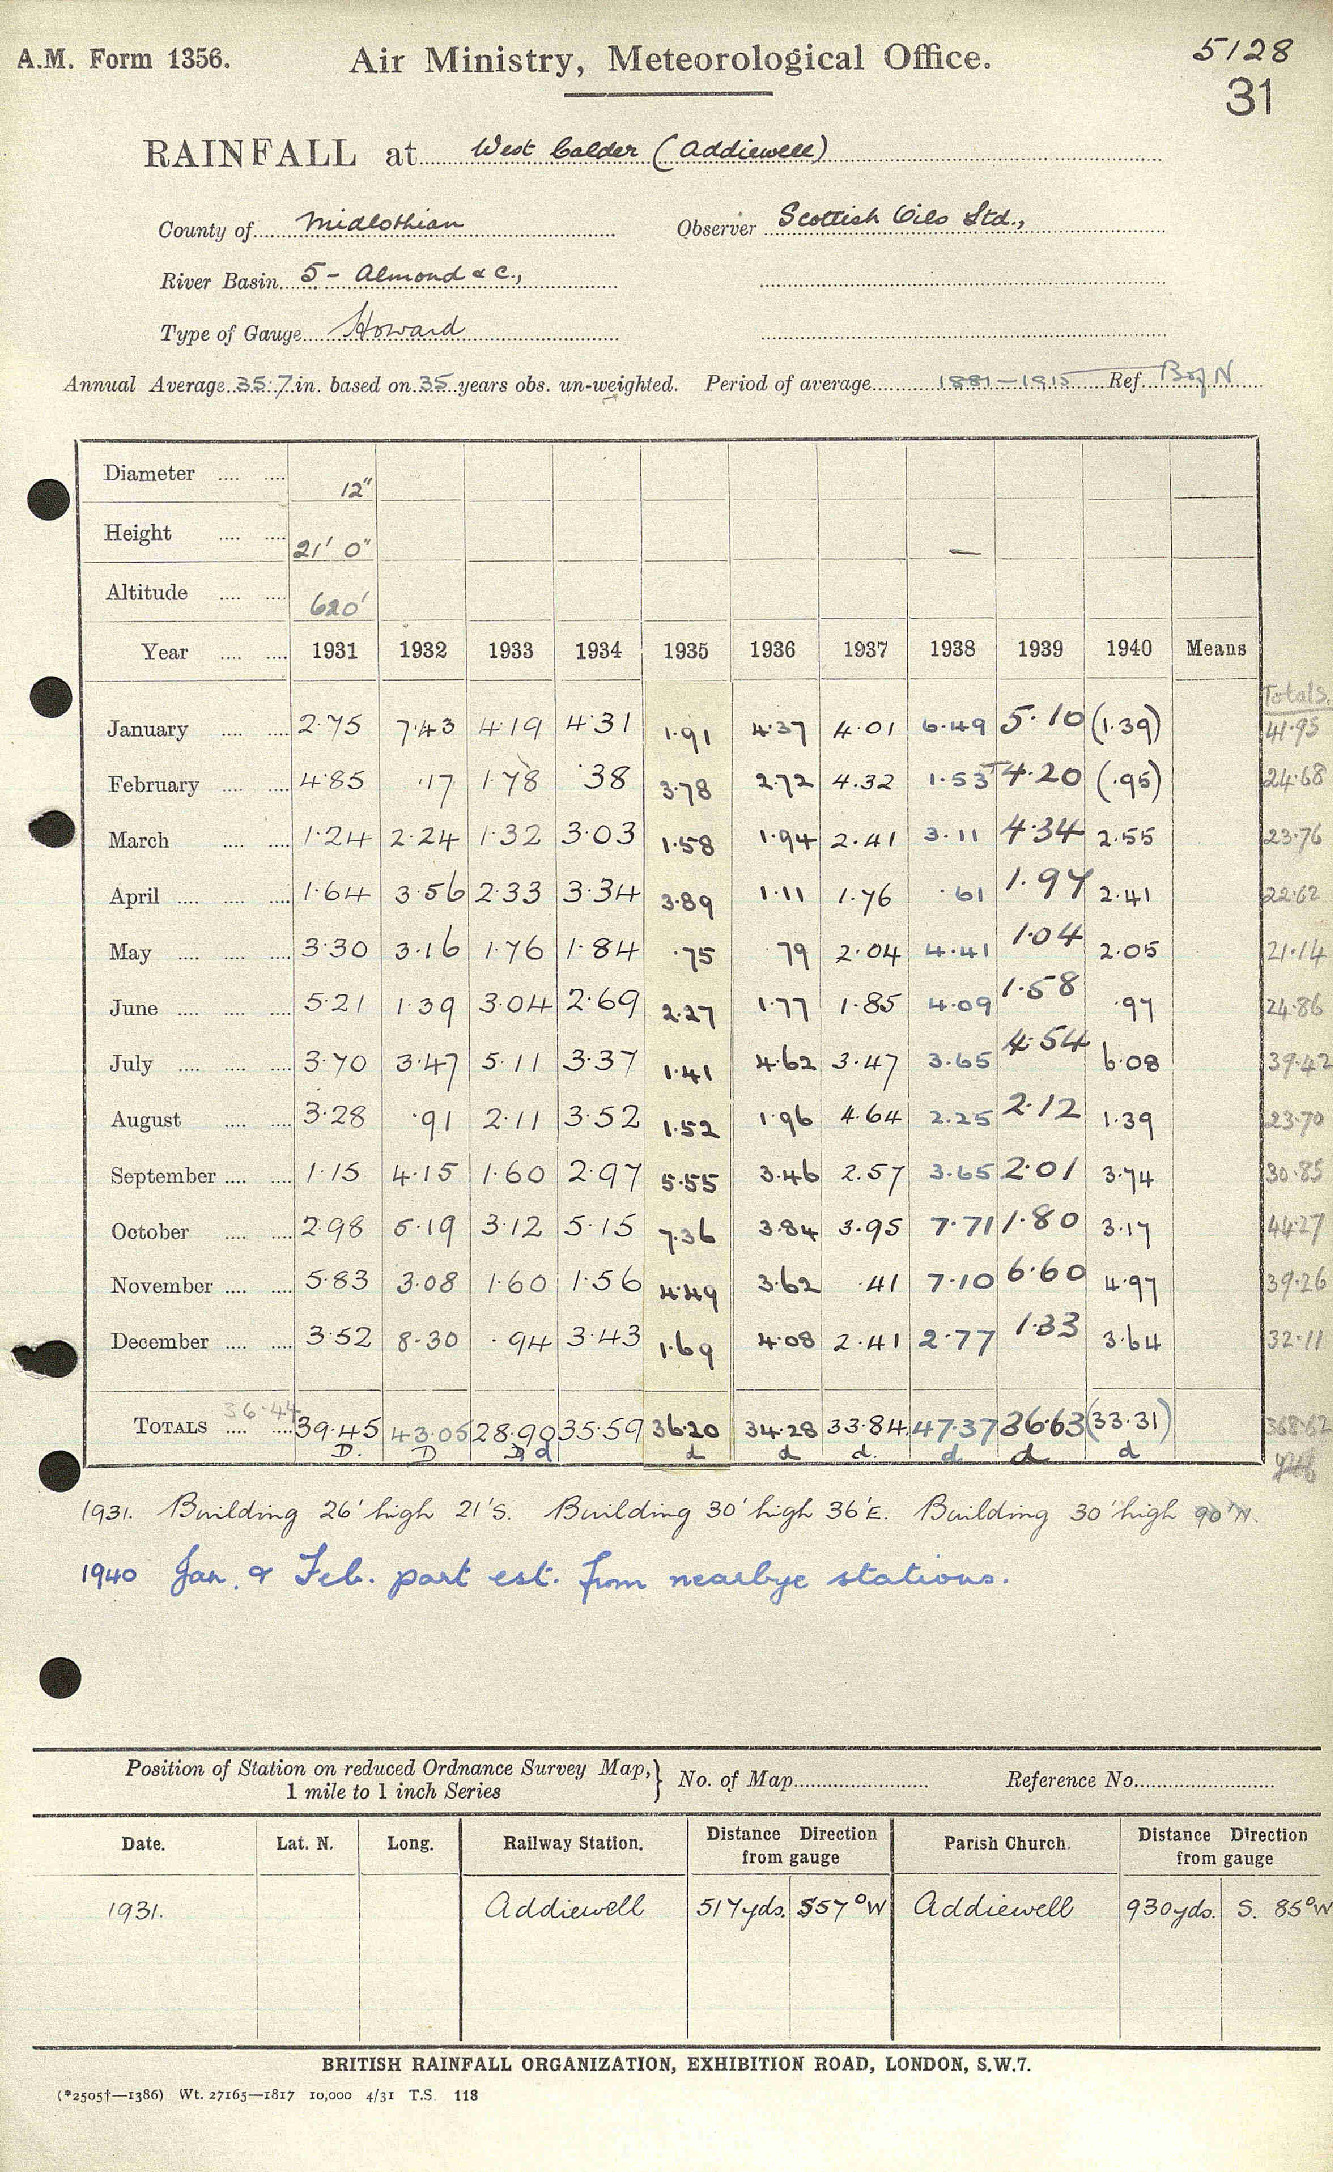 A.M. Form 1356.
Air Ministry, Meteorological Office.
5128
31
RAINFALL at West Calder (Addiewell)
County of Midlothian Observer Scottish Oils Ltd.,
River Basin 5 - Almond & C.,
Type of Gauge Howard
Annual Average 35.7 in. based on 35 years obs. un-weighted. Period of average 1881-1915 Ref. B of N
Diameter .... .... 12"
Height .... .... 21' 0" —
Altitude .... .... 620'
Year .... .... 1931 1932 1933 1934 1935 1936 1937 1938 1939 1940 Means
Totals.
January .... .... 2.75 7.43 4.19 4.31 1.91 4.37 4.01 6.49 5.10 (1.39) 41.95
February .... .... 4.85 .17 1.78 .38 3.78 2.72 4.32 1.53 4.20 (.95) 24.68
March .... .... 1.24 2.24 1.32 3.03 1.58 1.94 2.41 3.11 4.34 2.55 23.76
April .... .... .... 1.64 3.56 2.33 3.34 3.89 1.11 1.76 .61 1.97 2.41 22.62
May .... .... .... 3.30 3.16 1.76 1.84 .75 .79 2.04 4.41 1.04 2.05 21.14
June .... .... .... 5.21 1.39 3.04 2.69 2.27 1.77 1.85 4.09 1.58 .97 24.86
July .... .... .... 3.70 3.47 5.11 3.37 1.41 4.62 3.47 3.65 4.54 6.08 39.42
August .... .... 3.28 .91 2.11 3.52 1.52 1.96 4.64 2.25 2.12 1.39 23.70
September .... .... 1.15 4.15 1.60 2.97 5.55 3.46 2.57 3.65 2.01 3.74 30.85
October .... .... 2.98 5.19 3.12 5.15 7.36 3.84 3.95 7.71 1.80 3.17 44.27
November .... .... 5.83 3.08 1.60 1.56 4.49 3.62 .41 7.10 6.60 4.97 39.26
December .... .... 3.52 8.30 .94 3.43 1.69 4.08 2.41 2.77 1.33 3.64 32.11
36.44
TOTALS .... .... 39.45 43.05 28.90 35.59 36.20 34.28 33.84 47.37 36.63 (33.31) 368.62
D. D D d d d d. d d d
1931. Building 26' high 21'S. Building 30' high 36'E. Building 30' high 90'N.
1940 Jan. & Feb. part est. from nearbye stations.
Position of Station on reduced Ordnance Survey Map, 1 mile to 1 inch Series } No. of Map Reference No.
Date. Lat. N. Long. Railway Station. Distance Direction from gauge Parish Church. Distance Direction from gauge
1931. Addiewell 517yds. S57°W Addiewell 930yds. S. 85°W
BRITISH RAINFALL ORGANIZATION, EXHIBITION ROAD, LONDON, S.W.7.
(*2505†—1386) Wt. 27165—1817 10,000 4/31 T.S. 118